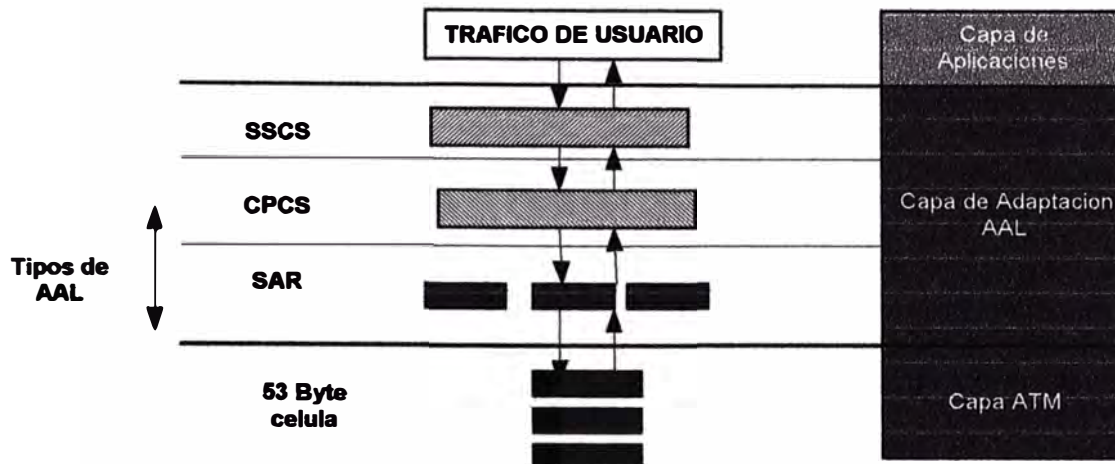 TRAFICO DE USUARIO
Capa de
Aplicaciones
SSCS
CPCS
Capa de Adaptacion
AAL
Tipos de
AAL
SAR
53 Byte
celula
Capa ATM